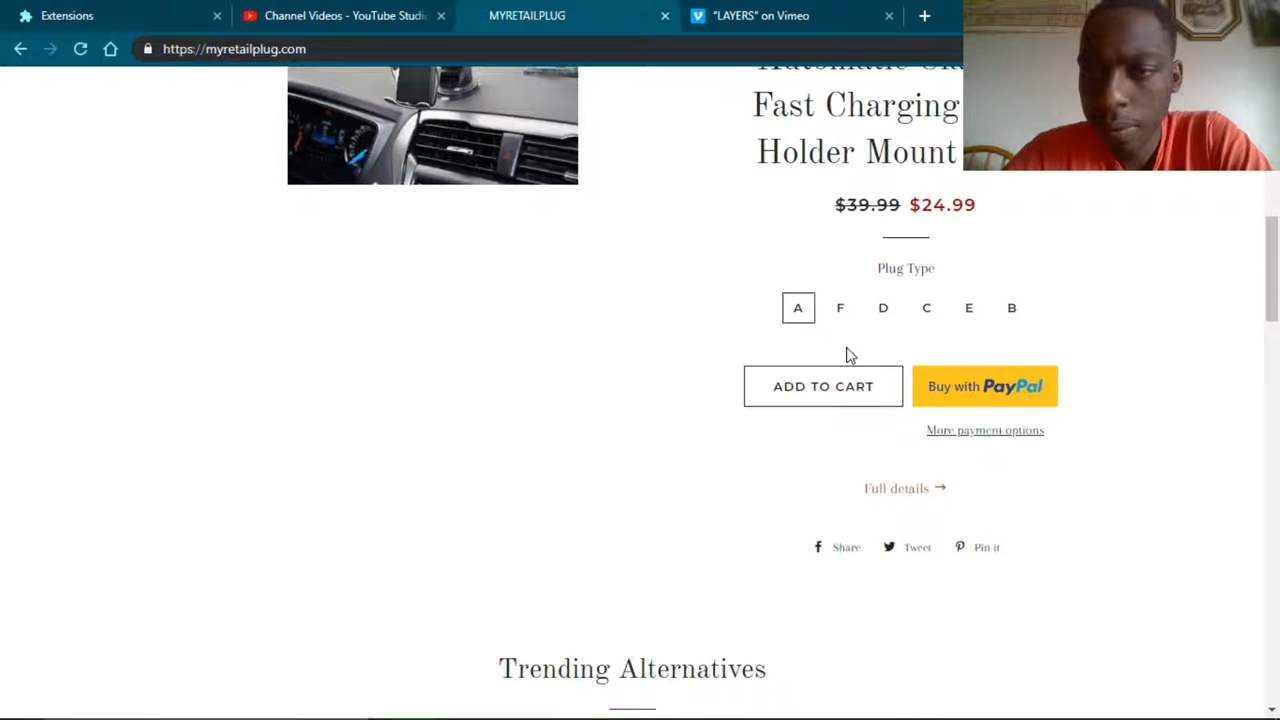 Extensions
Channel Videos - YouTube Studi
MYRETAILPLUG
"LAYERS" on Vimeo
https://myretailplug.com
Automatic
Fast Charging
Holder Mount
$39.99 $24.99
Plug Type
A F D C E B
ADD TO CART
Buy with PayPal
More payment options
Full details →
Share Tweet Pin it
Trending Alternatives